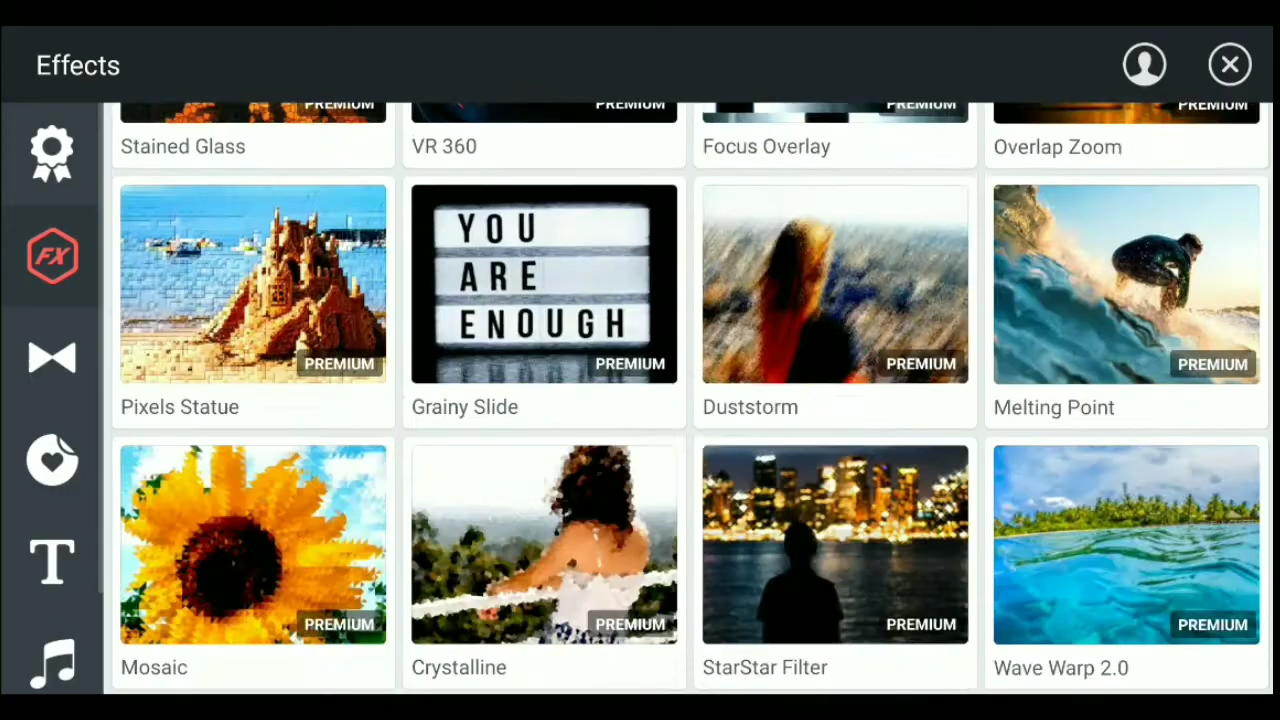 Effects
PREMIUM
PREMIUM
PREMIUM
PREMIUM
Stained Glass
VR 360
Focus Overlay
Overlap Zoom
FX
YOU
ARE
ENOUGH
PREMIUM
PREMIUM
PREMIUM
PREMIUM
Pixels Statue
Grainy Slide
Duststorm
Melting Point
T
PREMIUM
PREMIUM
PREMIUM
PREMIUM
Mosaic
Crystalline
StarStar Filter
Wave Warp 2.0